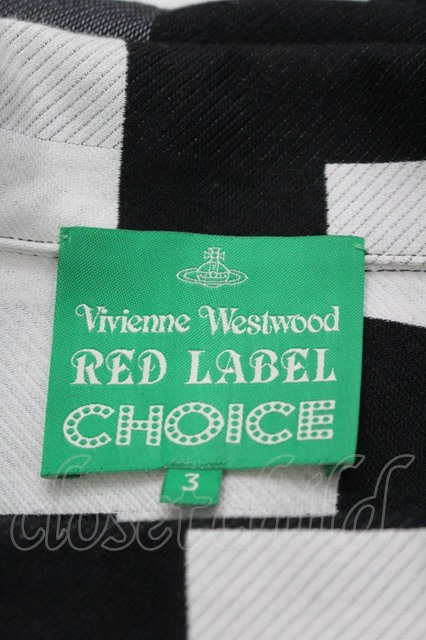 Vivienne Westwood
RED LABEL
CHOICE
3
closet child